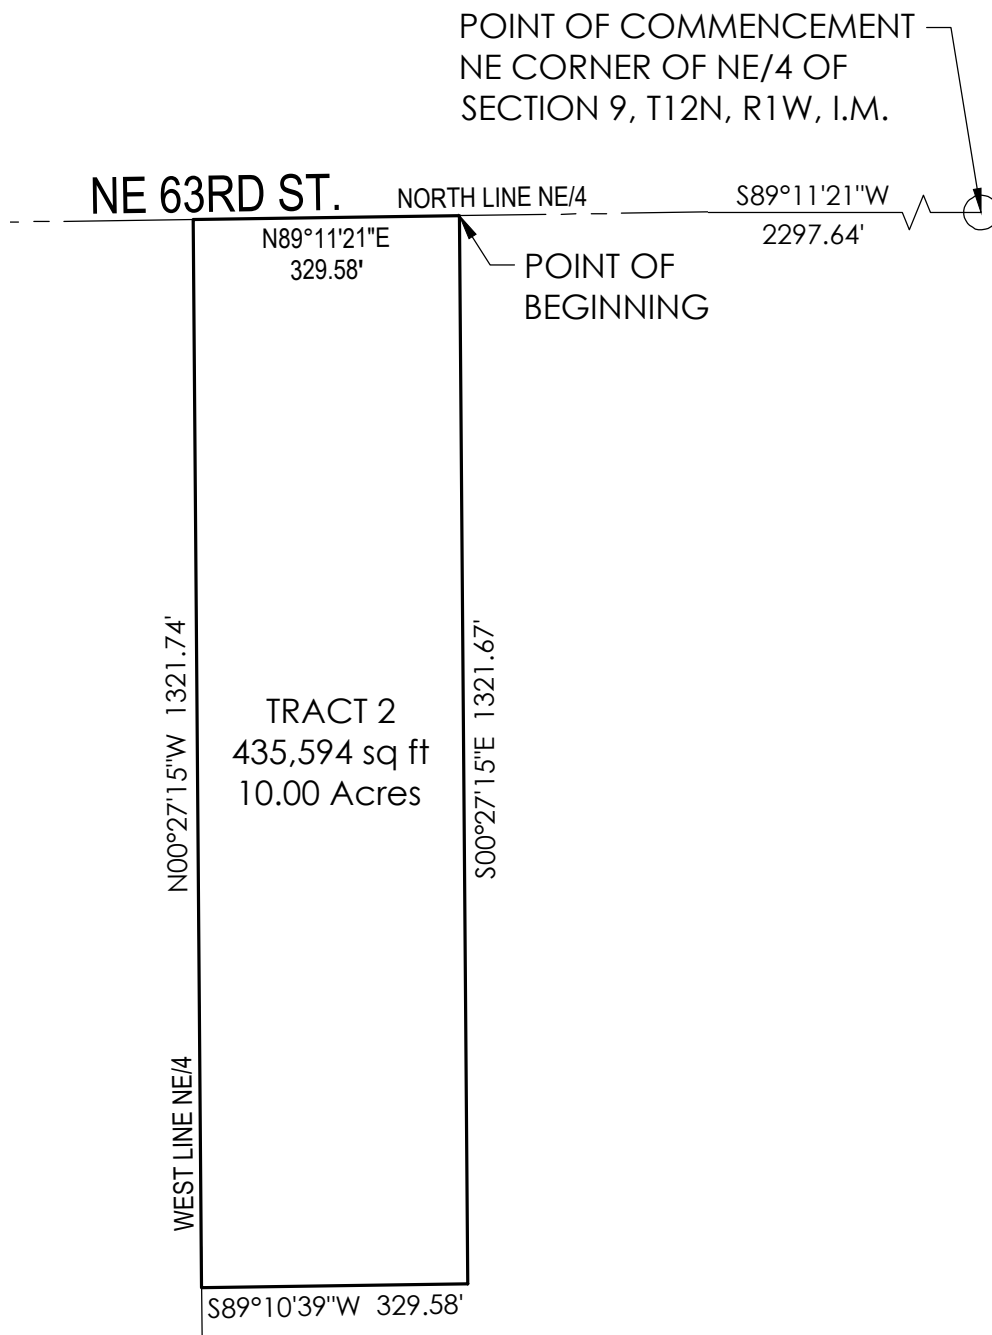 POINT OF COMMENCEMENT
NE CORNER OF NE/4 OF
SECTION 9, T12N, R1W, I.M.
NE 63RD ST.
NORTH LINE NE/4
S89°11'21"W
2297.64'
N89°11'21"E
329.58'
POINT OF
BEGINNING
N00°27'15"W 1321.74'
S00°27'15"E 1321.67'
TRACT 2
435,594 sq ft
10.00 Acres
WEST LINE NE/4
S89°10'39"W 329.58'